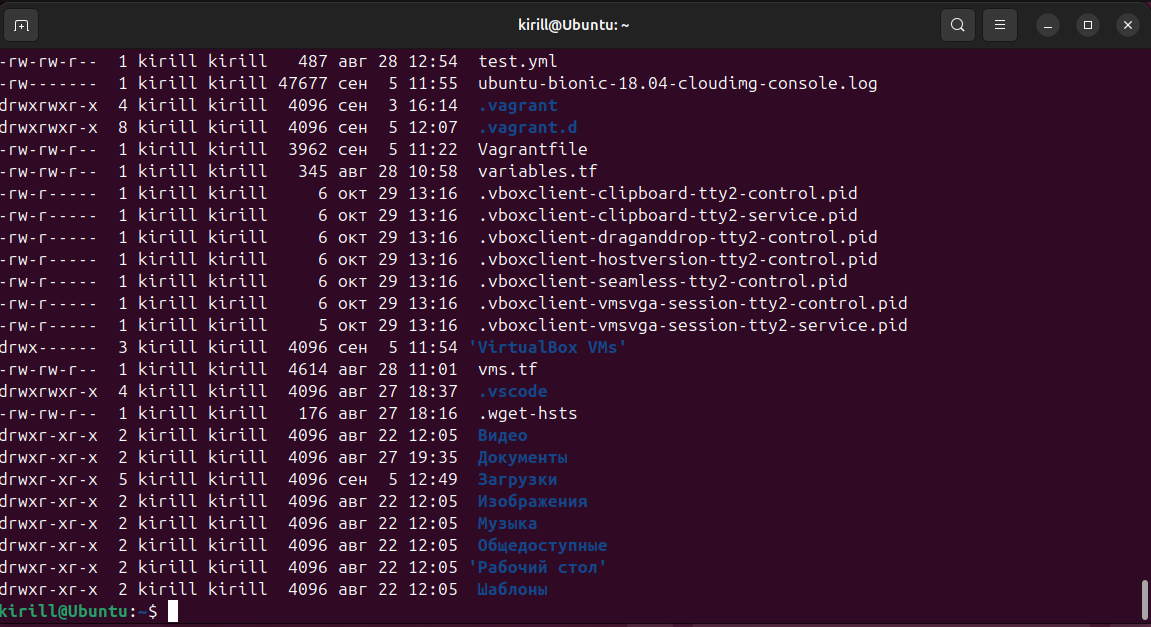 kirill@Ubuntu: ~
-rw-rw-r--  1 kirill kirill   487 авг 28 12:54  test.yml
-rw-------  1 kirill kirill 47677 сен  5 11:55  ubuntu-bionic-18.04-cloudimg-console.log
drwxrwxr-x  4 kirill kirill  4096 сен  3 16:14  .vagrant
drwxrwxr-x  8 kirill kirill  4096 сен  5 12:07  .vagrant.d
-rw-rw-r--  1 kirill kirill  3962 сен  5 11:22  Vagrantfile
-rw-rw-r--  1 kirill kirill   345 авг 28 10:58  variables.tf
-rw-r-----  1 kirill kirill     6 окт 29 13:16  .vboxclient-clipboard-tty2-control.pid
-rw-r-----  1 kirill kirill     6 окт 29 13:16  .vboxclient-clipboard-tty2-service.pid
-rw-r-----  1 kirill kirill     6 окт 29 13:16  .vboxclient-draganddrop-tty2-control.pid
-rw-r-----  1 kirill kirill     6 окт 29 13:16  .vboxclient-hostversion-tty2-control.pid
-rw-r-----  1 kirill kirill     6 окт 29 13:16  .vboxclient-seamless-tty2-control.pid
-rw-r-----  1 kirill kirill     6 окт 29 13:16  .vboxclient-vmsvga-session-tty2-control.pid
-rw-r-----  1 kirill kirill     5 окт 29 13:16  .vboxclient-vmsvga-session-tty2-service.pid
drwx------  3 kirill kirill  4096 сен  5 11:54 'VirtualBox VMs'
-rw-rw-r--  1 kirill kirill  4614 авг 28 11:01  vms.tf
drwxrwxr-x  4 kirill kirill  4096 авг 27 18:37  .vscode
-rw-rw-r--  1 kirill kirill   176 авг 27 18:16  .wget-hsts
drwxr-xr-x  2 kirill kirill  4096 авг 22 12:05  Видео
drwxr-xr-x  2 kirill kirill  4096 авг 27 19:35  Документы
drwxr-xr-x  5 kirill kirill  4096 сен  5 12:49  Загрузки
drwxr-xr-x  2 kirill kirill  4096 авг 22 12:05  Изображения
drwxr-xr-x  2 kirill kirill  4096 авг 22 12:05  Музыка
drwxr-xr-x  2 kirill kirill  4096 авг 22 12:05  Общедоступные
drwxr-xr-x  2 kirill kirill  4096 авг 22 12:05 'Рабочий стол'
drwxr-xr-x  2 kirill kirill  4096 авг 22 12:05  Шаблоны
kirill@Ubuntu:~$